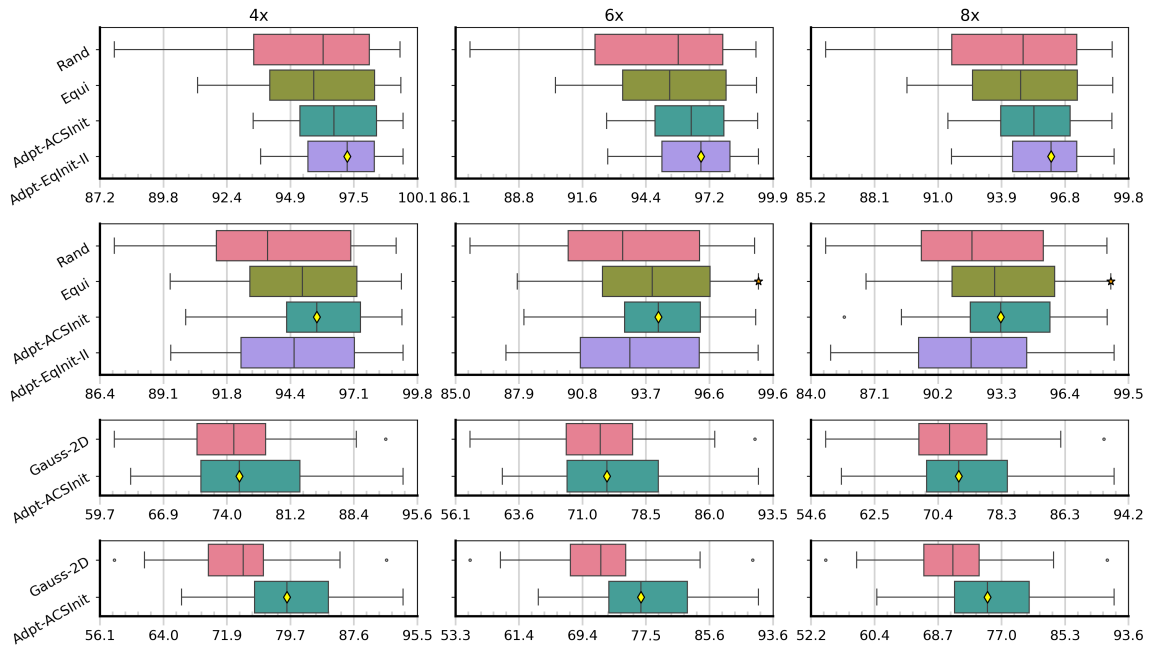 4x 6x 8x
Rand
Equi
Adpt-ACSInit
Adpt-EqInit-II
87.2 89.8 92.4 94.9 97.5 100.1 86.1 88.8 91.6 94.4 97.2 99.9 85.2 88.1 91.0 93.9 96.8 99.8
Rand
Equi
Adpt-ACSInit
Adpt-EqInit-II
86.4 89.1 91.8 94.4 97.1 99.8 85.0 87.9 90.8 93.7 96.6 99.6 84.0 87.1 90.2 93.3 96.4 99.5
Gauss-2D
Adpt-ACSInit
59.7 66.9 74.0 81.2 88.4 95.6 56.1 63.6 71.0 78.5 86.0 93.5 54.6 62.5 70.4 78.3 86.3 94.2
Gauss-2D
Adpt-ACSInit
56.1 64.0 71.9 79.7 87.6 95.5 53.3 61.4 69.4 77.5 85.6 93.6 52.2 60.4 68.7 77.0 85.3 93.6